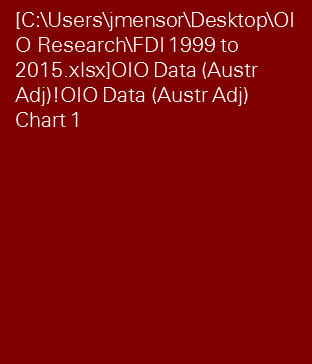 [C:\Users\jmensor\Desktop\OI
O Research\FDI 1999 to
2015.xlsx]OIO Data (Austr
Adj)!OIO Data (Austr Adj)
Chart 1